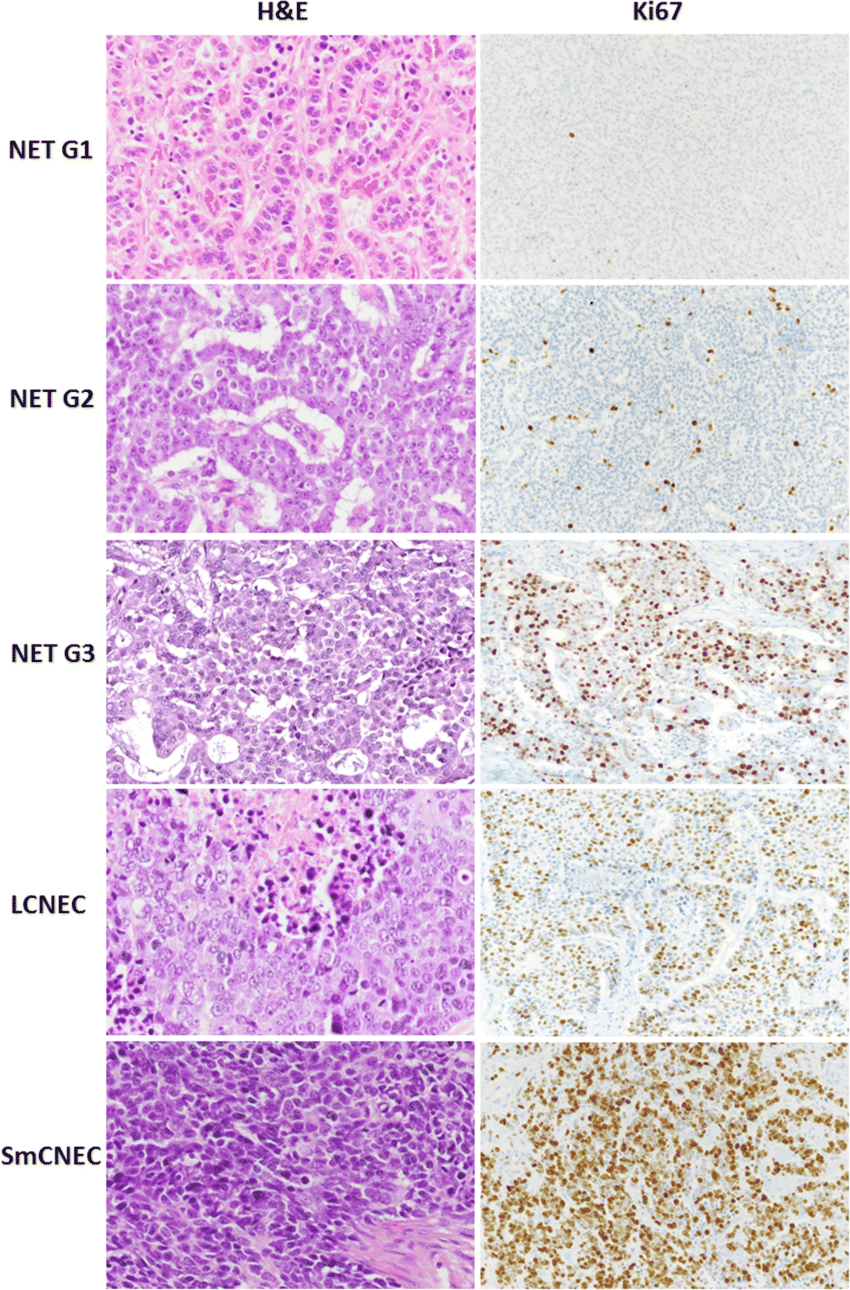 H&E Ki67
NET G1
NET G2
NET G3
LCNEC
SmCNEC